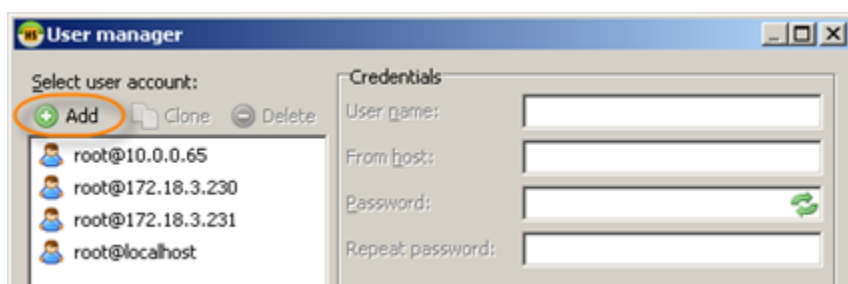 HS User manager
Select user account:
Add Clone Delete
root@10.0.0.65
root@172.18.3.230
root@172.18.3.231
root@localhost
Credentials
User name:
From host:
Password:
Repeat password: